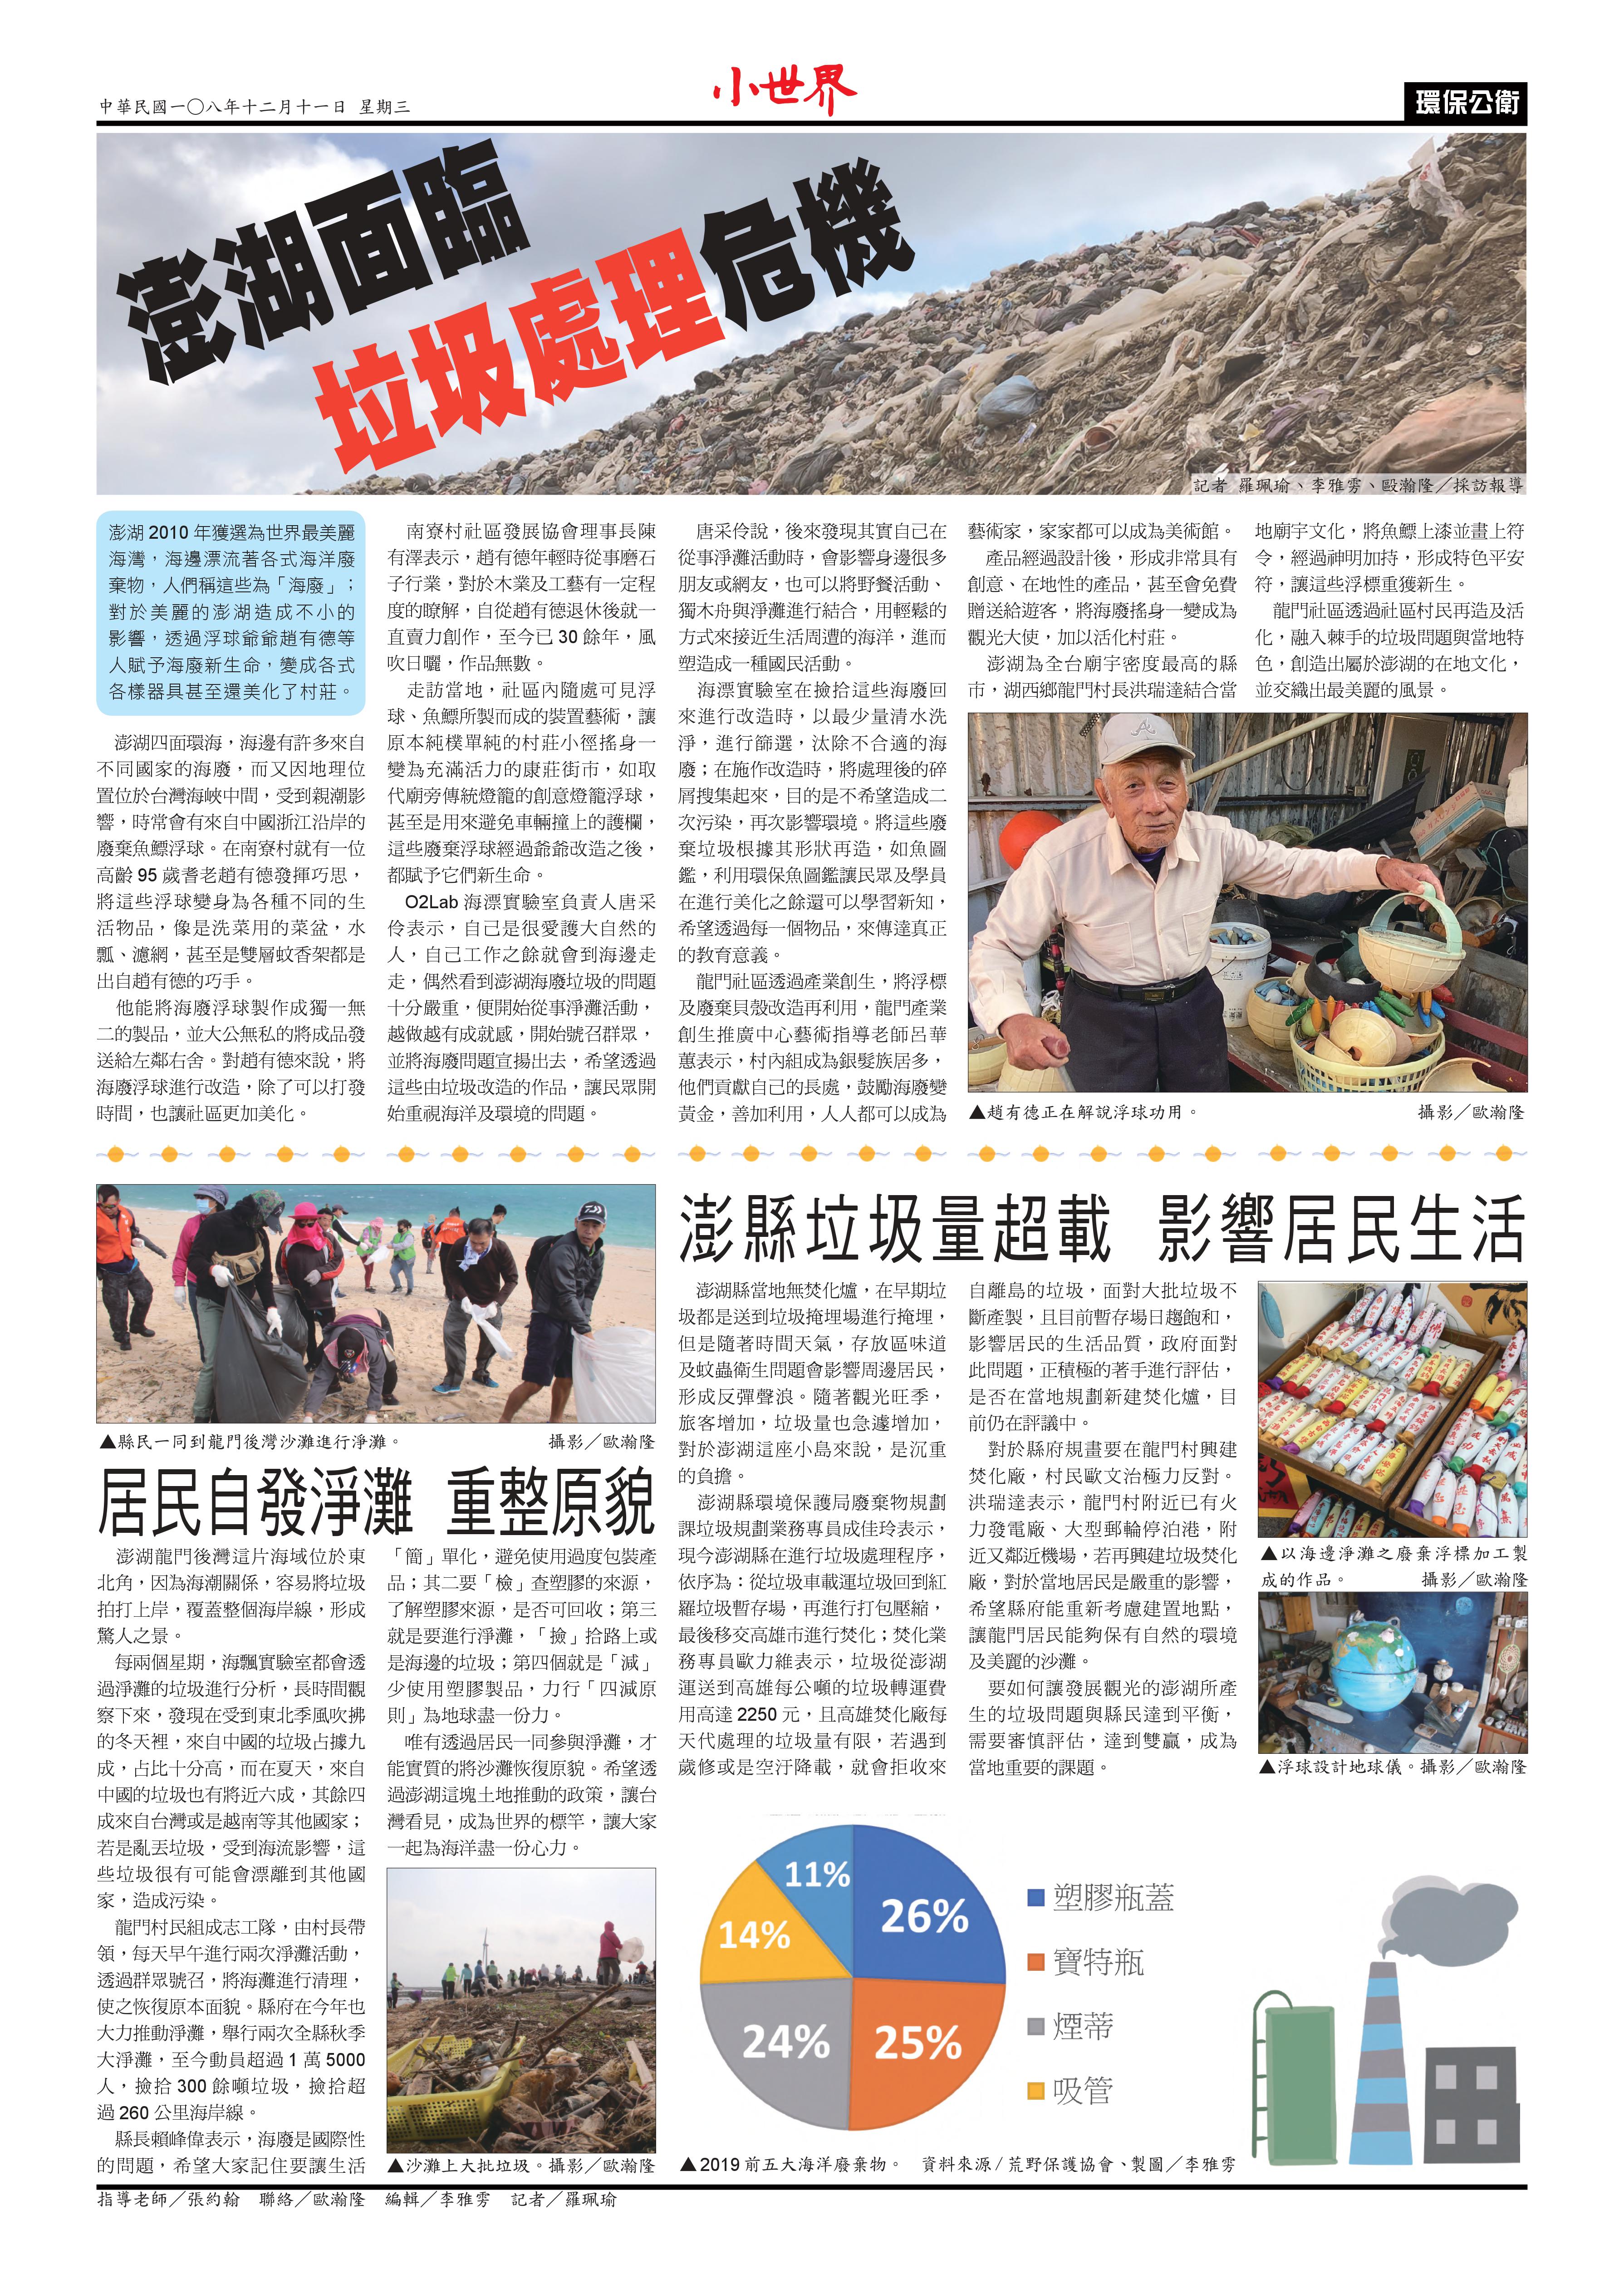 中華民國一〇八年十二月十一日 星期三
小世界
環保公衛
澎湖面臨
垃圾處理危機
記者 羅珮瑜、李雅雱、毆瀚隆／採訪報導
澎湖 2010 年獲選為世界最美麗
海灣，海邊漂流著各式海洋廢
棄物，人們稱這些為「海廢」；
對於美麗的澎湖造成不小的
影響，透過浮球爺爺趙有德等
人賦予海廢新生命，變成各式
各樣器具甚至還美化了村莊。
澎湖四面環海，海邊有許多來自
不同國家的海廢，而又因地理位
置位於台灣海峽中間，受到親潮影
響，時常會有來自中國浙江沿岸的
廢棄魚鰾浮球。在南寮村就有一位
高齡 95 歲耆老趙有德發揮巧思，
將這些浮球變身為各種不同的生
活物品，像是洗菜用的菜盆，水
瓢、濾網，甚至是雙層蚊香架都是
出自趙有德的巧手。
他能將海廢浮球製作成獨一無
二的製品，並大公無私的將成品發
送給左鄰右舍。對趙有德來說，將
海廢浮球進行改造，除了可以打發
時間，也讓社區更加美化。
南寮村社區發展協會理事長陳
有澤表示，趙有德年輕時從事磨石
子行業，對於木業及工藝有一定程
度的瞭解，自從趙有德退休後就一
直賣力創作，至今已 30 餘年，風
吹日曬，作品無數。
走訪當地，社區內隨處可見浮
球、魚鰾所製而成的裝置藝術，讓
原本純樸單純的村莊小徑搖身一
變為充滿活力的康莊街市，如取
代廟旁傳統燈籠的創意燈籠浮球，
甚至是用來避免車輛撞上的護欄，
這些廢棄浮球經過爺爺改造之後，
都賦予它們新生命。
O2Lab 海漂實驗室負責人唐采
伶表示，自己是很愛護大自然的
人，自己工作之餘就會到海邊走
走，偶然看到澎湖海廢垃圾的問題
十分嚴重，便開始從事淨灘活動，
越做越有成就感，開始號召群眾，
並將海廢問題宣揚出去，希望透過
這些由垃圾改造的作品，讓民眾開
始重視海洋及環境的問題。
唐采伶說，後來發現其實自己在
從事淨灘活動時，會影響身邊很多
朋友或網友，也可以將野餐活動、
獨木舟與淨灘進行結合，用輕鬆的
方式來接近生活周遭的海洋，進而
塑造成一種國民活動。
海漂實驗室在撿拾這些海廢回
來進行改造時，以最少量清水洗
淨，進行篩選，汰除不合適的海
廢；在施作改造時，將處理後的碎
屑搜集起來，目的是不希望造成二
次污染，再次影響環境。將這些廢
棄垃圾根據其形狀再造，如魚圖
鑑，利用環保魚圖鑑讓民眾及學員
在進行美化之餘還可以學習新知，
希望透過每一個物品，來傳達真正
的教育意義。
龍門社區透過產業創生，將浮標
及廢棄貝殼改造再利用，龍門產業
創生推廣中心藝術指導老師呂華
蕙表示，村內組成為銀髮族居多，
他們貢獻自己的長處，鼓勵海廢變
黃金，善加利用，人人都可以成為
藝術家，家家都可以成為美術館。
產品經過設計後，形成非常具有
創意、在地性的產品，甚至會免費
贈送給遊客，將海廢搖身一變成為
觀光大使，加以活化村莊。
澎湖為全台廟宇密度最高的縣
市，湖西鄉龍門村長洪瑞達結合當
地廟宇文化，將魚鰾上漆並畫上符
令，經過神明加持，形成特色平安
符，讓這些浮標重獲新生。
龍門社區透過社區村民再造及活
化，融入棘手的垃圾問題與當地特
色，創造出屬於澎湖的在地文化，
並交織出最美麗的風景。
▲趙有德正在解說浮球功用。 攝影／歐瀚隆
▲縣民一同到龍門後灣沙灘進行淨灘。 攝影／歐瀚隆
居民自發淨灘 重整原貌
澎湖龍門後灣這片海域位於東
北角，因為海潮關係，容易將垃圾
拍打上岸，覆蓋整個海岸線，形成
驚人之景。
每兩個星期，海飄實驗室都會透
過淨灘的垃圾進行分析，長時間觀
察下來，發現在受到東北季風吹拂
的冬天裡，來自中國的垃圾占據九
成，占比十分高，而在夏天，來自
中國的垃圾也有將近六成，其餘四
成來自台灣或是越南等其他國家；
若是亂丟垃圾，受到海流影響，這
些垃圾很有可能會漂離到其他國
家，造成污染。
龍門村民組成志工隊，由村長帶
領，每天早午進行兩次淨灘活動，
透過群眾號召，將海灘進行清理，
使之恢復原本面貌。縣府在今年也
大力推動淨灘，舉行兩次全縣秋季
大淨灘，至今動員超過 1 萬 5000
人，撿拾 300 餘噸垃圾，撿拾超
過 260 公里海岸線。
縣長賴峰偉表示，海廢是國際性
的問題，希望大家記住要讓生活
「簡」單化，避免使用過度包裝產
品；其二要「檢」查塑膠的來源，
了解塑膠來源，是否可回收；第三
就是要進行淨灘，「撿」拾路上或
是海邊的垃圾；第四個就是「減」
少使用塑膠製品，力行「四減原
則」為地球盡一份力。
唯有透過居民一同參與淨灘，才
能實質的將沙灘恢復原貌。希望透
過澎湖這塊土地推動的政策，讓台
灣看見，成為世界的標竿，讓大家
一起為海洋盡一份心力。
▲沙灘上大批垃圾。攝影／歐瀚隆
澎縣垃圾量超載 影響居民生活
澎湖縣當地無焚化爐，在早期垃
圾都是送到垃圾掩埋場進行掩埋，
但是隨著時間天氣，存放區味道
及蚊蟲衛生問題會影響周邊居民，
形成反彈聲浪。隨著觀光旺季，
旅客增加，垃圾量也急遽增加，
對於澎湖這座小島來說，是沉重
的負擔。
澎湖縣環境保護局廢棄物規劃
課垃圾規劃業務專員成佳玲表示，
現今澎湖縣在進行垃圾處理程序，
依序為：從垃圾車載運垃圾回到紅
羅垃圾暫存場，再進行打包壓縮，
最後移交高雄市進行焚化；焚化業
務專員歐力維表示，垃圾從澎湖
運送到高雄每公噸的垃圾轉運費
用高達 2250 元，且高雄焚化廠每
天代處理的垃圾量有限，若遇到
歲修或是空汙降載，就會拒收來
自離島的垃圾，面對大批垃圾不
斷產製，且目前暫存場日趨飽和，
影響居民的生活品質，政府面對
此問題，正積極的著手進行評估，
是否在當地規劃新建焚化爐，目
前仍在評議中。
對於縣府規畫要在龍門村興建
焚化廠，村民歐文治極力反對。
洪瑞達表示，龍門村附近已有火
力發電廠、大型郵輪停泊港，附
近又鄰近機場，若再興建垃圾焚化
廠，對於當地居民是嚴重的影響，
希望縣府能重新考慮建置地點，
讓龍門居民能夠保有自然的環境
及美麗的沙灘。
要如何讓發展觀光的澎湖所產
生的垃圾問題與縣民達到平衡，
需要審慎評估，達到雙贏，成為
當地重要的課題。
▲以海邊淨灘之廢棄浮標加工製
成的作品。 攝影／歐瀚隆
▲浮球設計地球儀。攝影／歐瀚隆
11%
26%
14%
24%
25%
塑膠瓶蓋
寶特瓶
煙蒂
吸管
▲2019 前五大海洋廢棄物。 資料來源/荒野保護協會、製圖／李雅雱
指導老師／張約翰 聯絡／歐瀚隆 編輯／李雅雱 記者／羅珮瑜